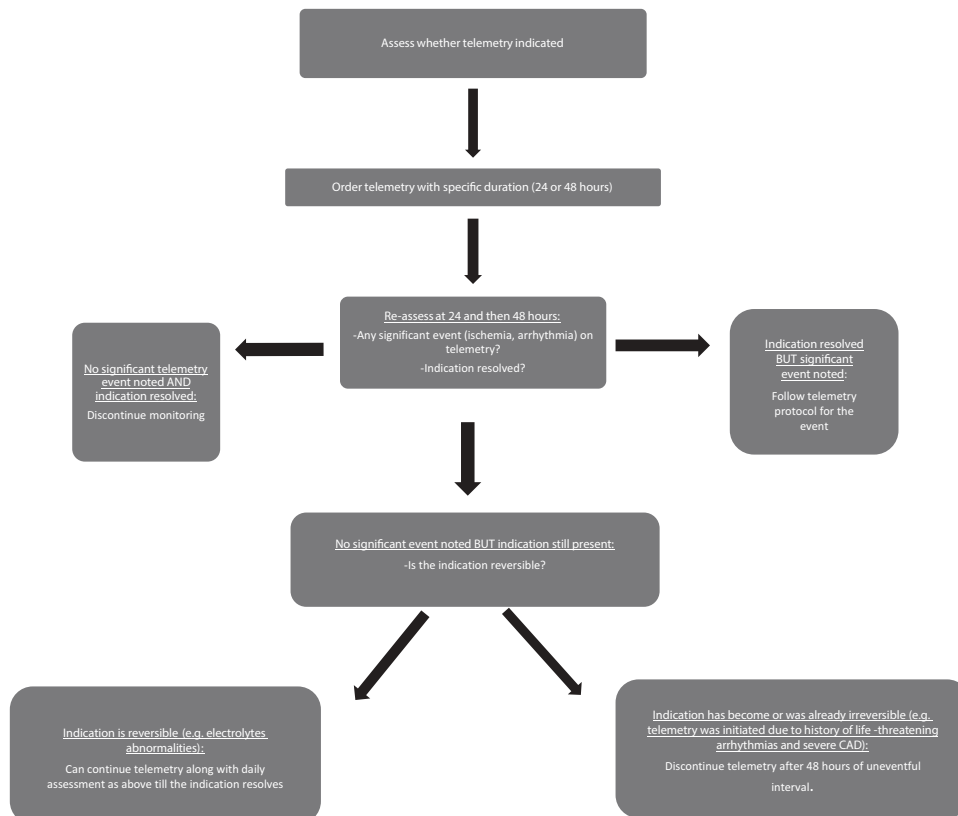 Assess whether telemetry indicated
Order telemetry with specific duration (24 or 48 hours)
Re-assess at 24 and then 48 hours:
-Any significant event (ischemia, arrhythmia) on
telemetry?
-Indication resolved?
No significant telemetry
event noted AND
indication resolved:
Discontinue monitoring
Indication resolved
BUT significant
event noted:
Follow telemetry
protocol for the
event
No significant event noted BUT indication still present:
-Is the indication reversible?
Indication is reversible (e.g. electrolytes
abnormalities):
Can continue telemetry along with daily
assessment as above till the indication resolves
Indication has become or was already irreversible (e.g.
telemetry was initiated due to history of life -threatening
arrhythmias and severe CAD):
Discontinue telemetry after 48 hours of uneventful
interval.